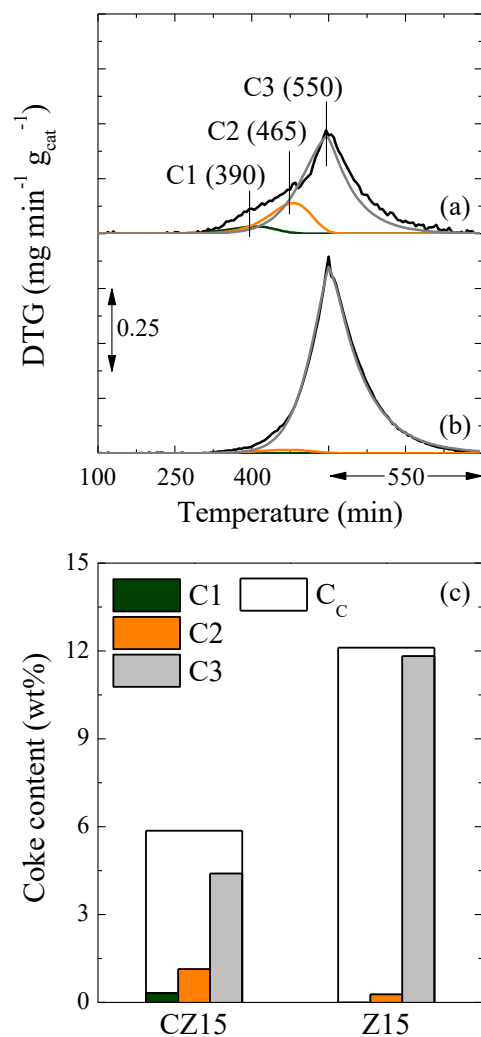 C3 (550)
C2 (465)
C1 (390)
(a)
DTG (mg min⁻¹ g_cat⁻¹)
0.25
(b)
100 250 400 550
Temperature (min)
15
(c)
C1 C_C
C2
C3
12
9
6
3
0
Coke content (wt%)
CZ15 Z15